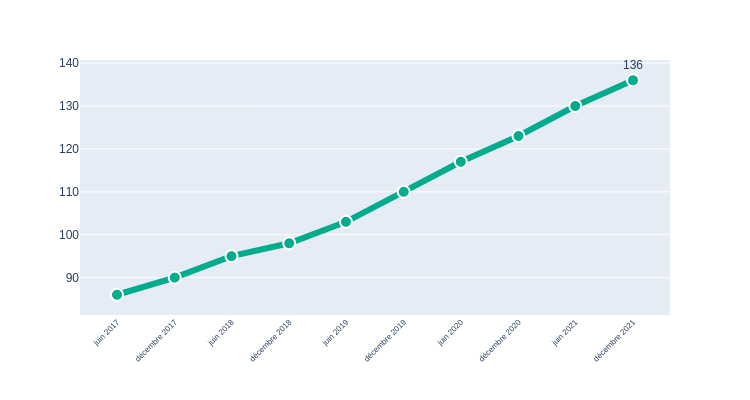 136
140
130
120
110
100
90
juin 2017
décembre 2017
juin 2018
décembre 2018
juin 2019
décembre 2019
juin 2020
décembre 2020
juin 2021
décembre 2021